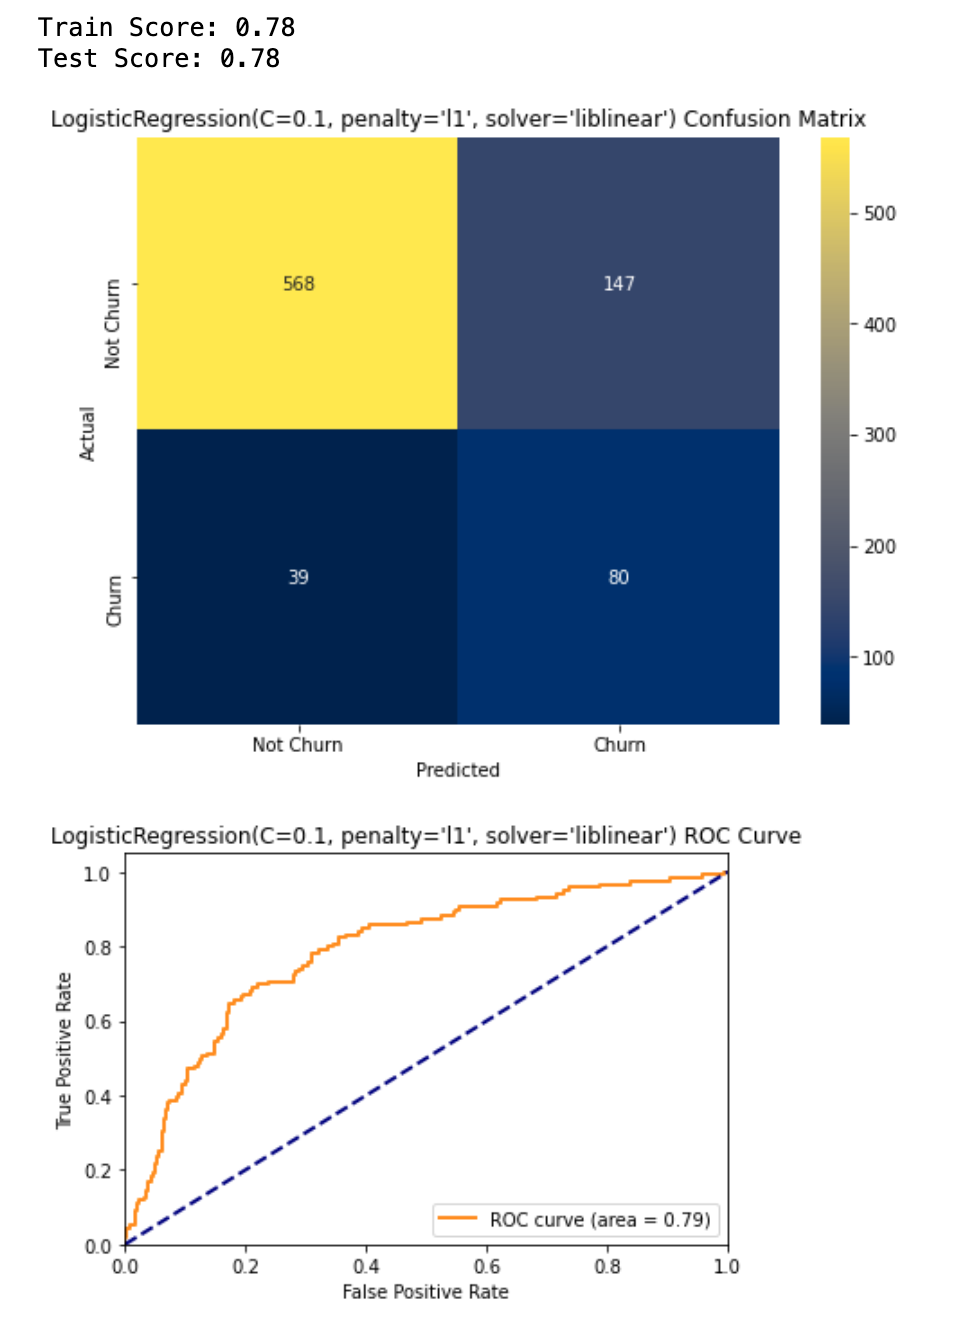 Train Score: 0.78
Test Score: 0.78
LogisticRegression(C=0.1, penalty='l1', solver='liblinear') Confusion Matrix
568
147
39
80
Not Churn
Churn
Actual
Not Churn
Churn
Predicted
500
400
300
200
100
LogisticRegression(C=0.1, penalty='l1', solver='liblinear') ROC Curve
1.0
0.8
0.6
0.4
0.2
0.0
True Positive Rate
ROC curve (area = 0.79)
0.0
0.2
0.4
0.6
0.8
1.0
False Positive Rate